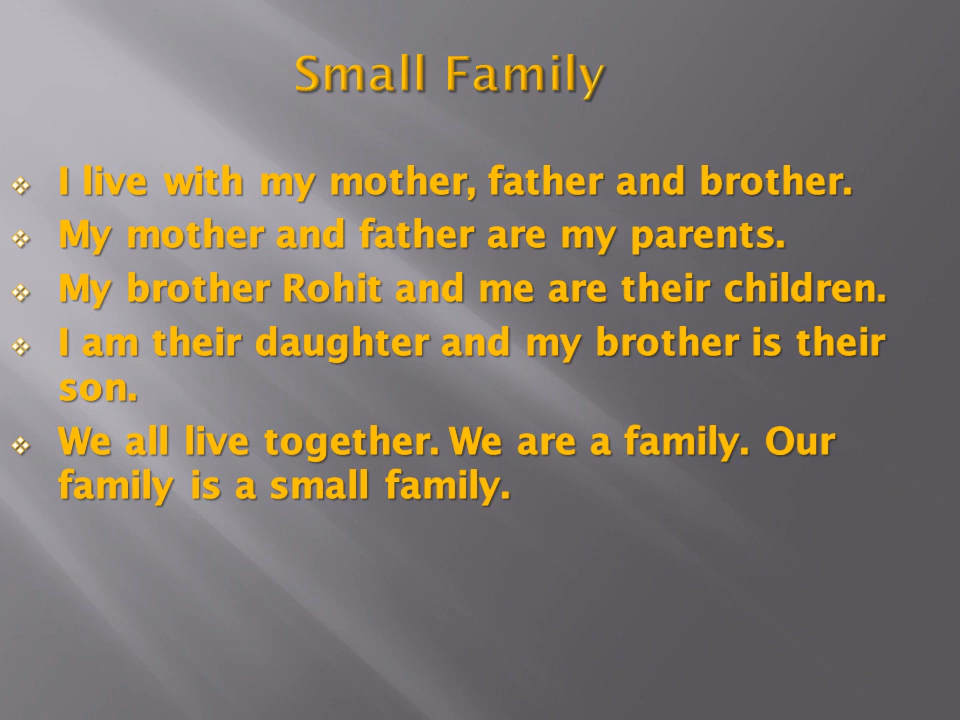 Small Family
I live with my mother, father and brother.
My mother and father are my parents.
My brother Rohit and me are their children.
I am their daughter and my brother is their
son.
We all live together. We are a family. Our
family is a small family.